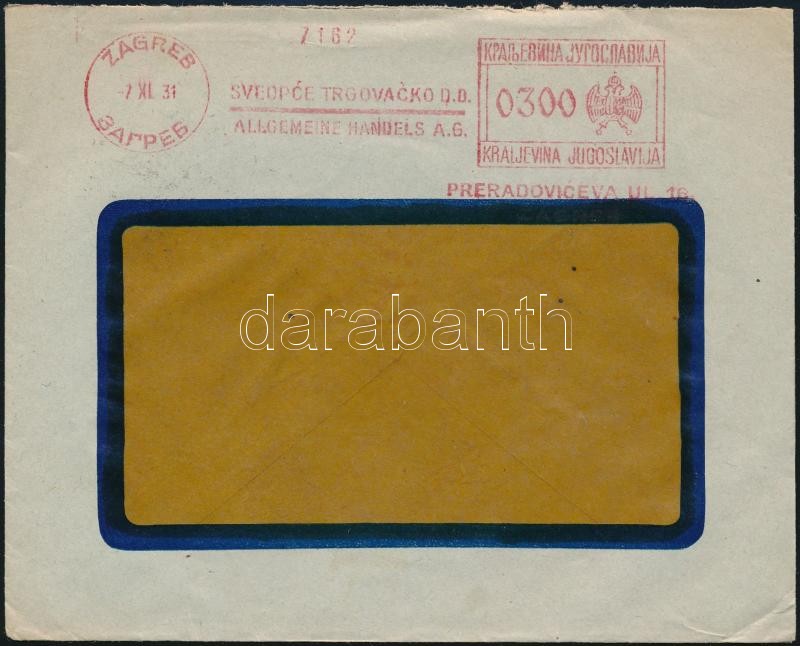 7162
ZAGREB
-7 XI. 31
ЗАГРЕБ
SVEOPĆE TRGOVAČKO D.D.
ALLGEMEINE HANDELS A.G.
КРАЉЕВИНА ЈУГОСЛАВИЈА
0300
KRALJEVINA JUGOSLAVIJA
PRERADOVIĆEVA UL. 16.
darabanth